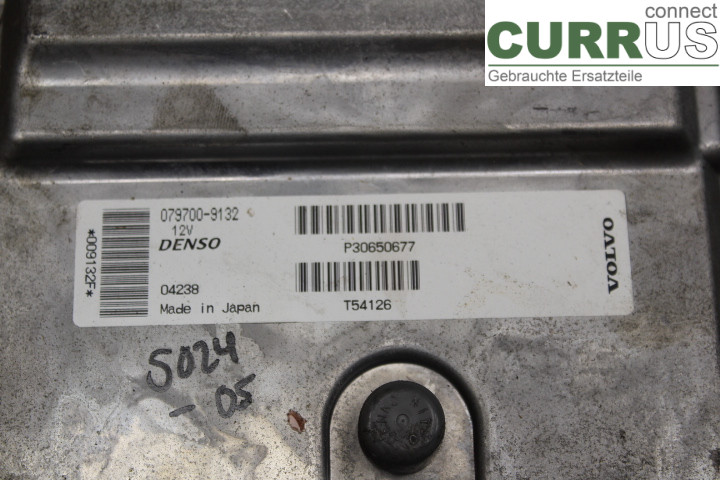 connect
CURRUS
Gebrauchte Ersatzteile
*009132F*
079700-9132
12V
DENSO
04238
Made in Japan
P30650677
T54126
VOLVO
S024
-05